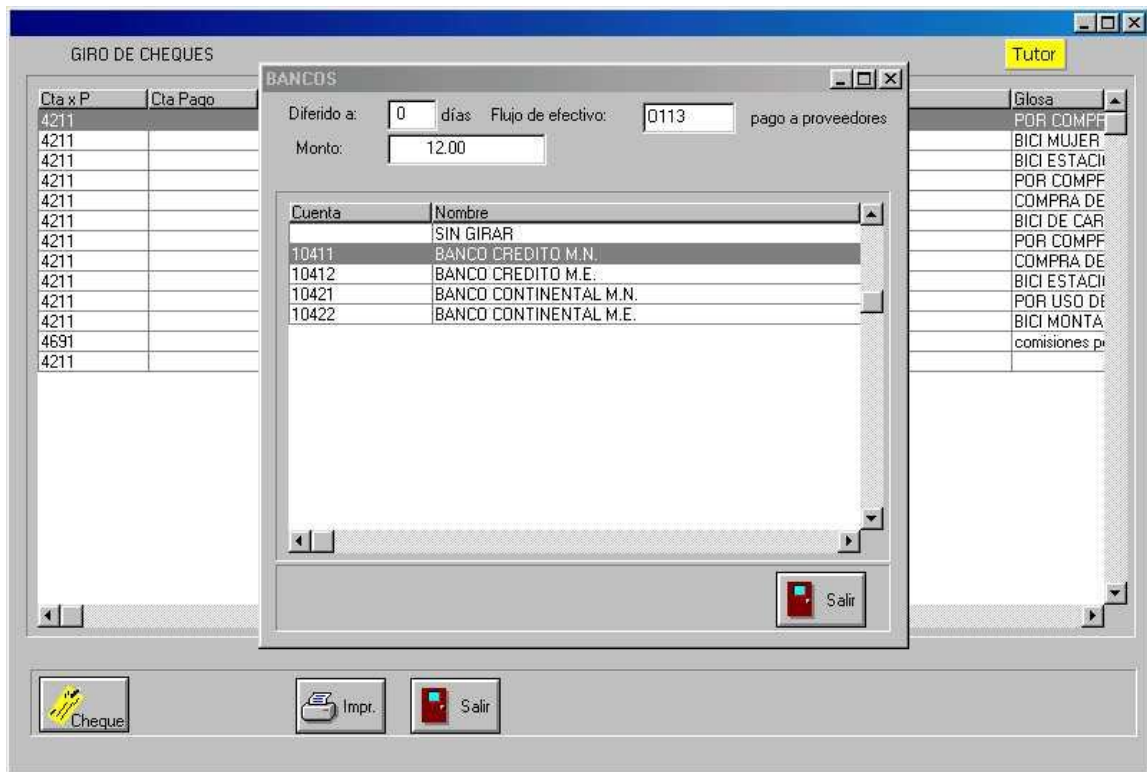 GIRO DE CHEQUES
Tutor
Cta x P Cta Pago Glosa
4211 POR COMPR
4211 BICI MUJER
4211 BICI ESTACI
4211 POR COMPR
4211 COMPRA DE
4211 BICI DE CAR
4211 POR COMPR
4211 COMPRA DE
4211 BICI ESTACI
4211 POR USO DE
4211 BICI MONTA
4691 comisiones p
4211
BANCOS
Diferido a: 0 días Flujo de efectivo: 0113 pago a proveedores
Monto: 12.00
Cuenta Nombre
SIN GIRAR
10411 BANCO CREDITO M.N.
10412 BANCO CREDITO M.E.
10421 BANCO CONTINENTAL M.N.
10422 BANCO CONTINENTAL M.E.
Salir
Cheque Impr. Salir